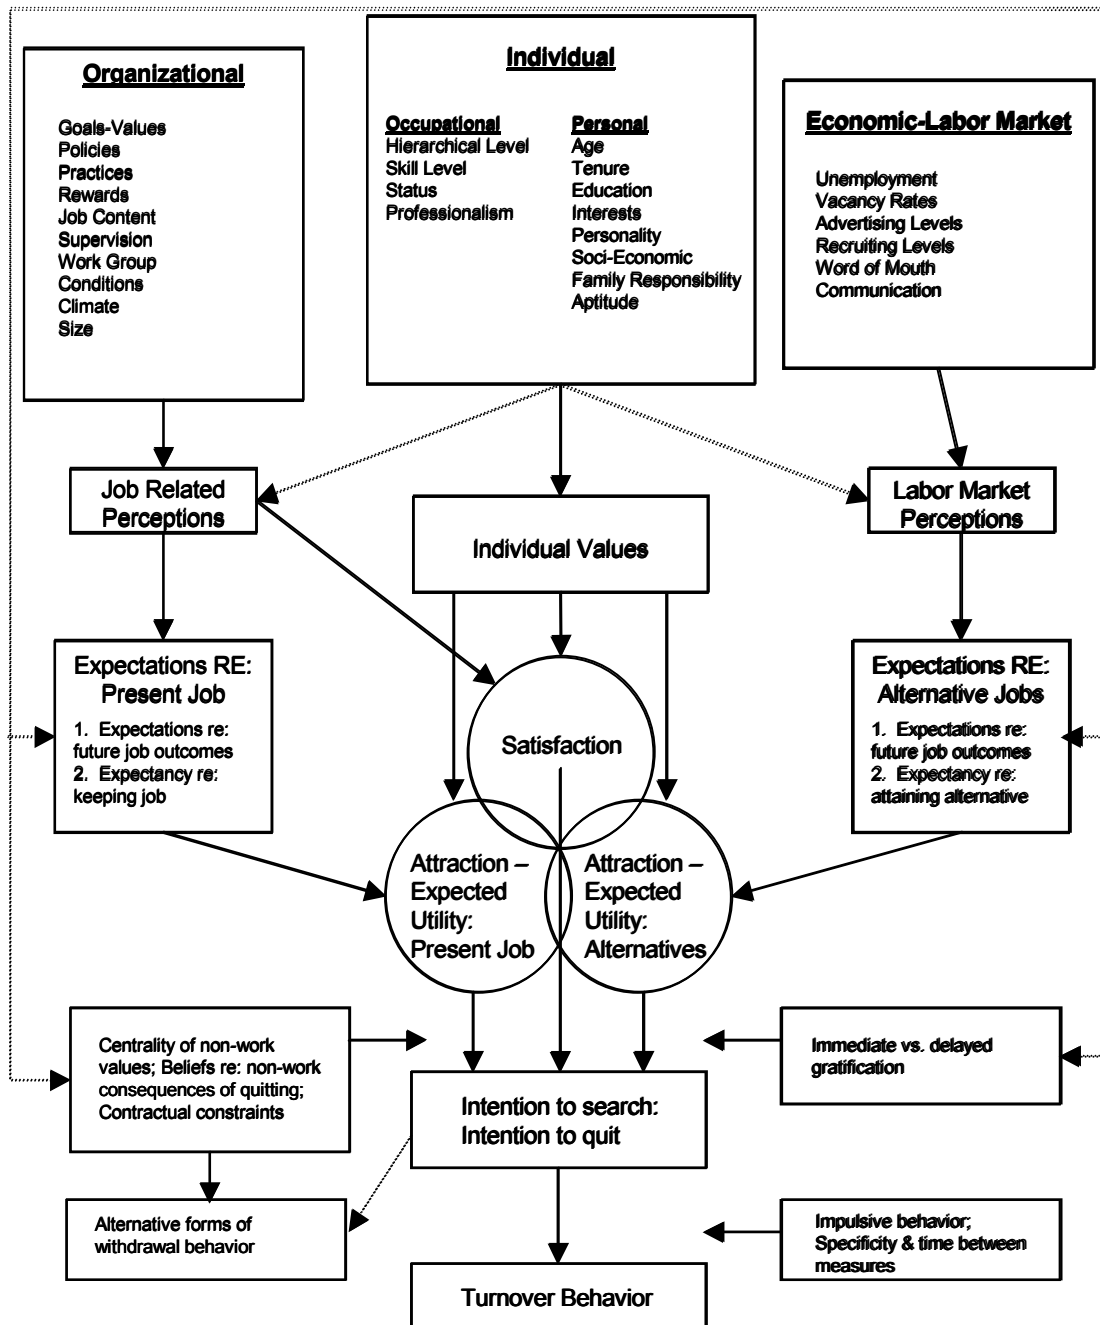 Organizational
Goals-Values
Policies
Practices
Rewards
Job Content
Supervision
Work Group
Conditions
Climate
Size
Individual
Occupational
Hierarchical Level
Skill Level
Status
Professionalism
Personal
Age
Tenure
Education
Interests
Personality
Soci-Economic
Family Responsibility
Aptitude
Economic-Labor Market
Unemployment
Vacancy Rates
Advertising Levels
Recruiting Levels
Word of Mouth
Communication
Job Related
Perceptions
Individual Values
Labor Market
Perceptions
Expectations RE:
Present Job
1. Expectations re:
future job outcomes
2. Expectancy re:
keeping job
Satisfaction
Expectations RE:
Alternative Jobs
1. Expectations re:
future job outcomes
2. Expectancy re:
attaining alternative
Attraction –
Expected
Utility:
Present Job
Attraction –
Expected
Utility:
Alternatives
Centrality of non-work
values; Beliefs re: non-work
consequences of quitting;
Contractual constraints
Immediate vs. delayed
gratification
Intention to search:
Intention to quit
Alternative forms of
withdrawal behavior
Impulsive behavior;
Specificity & time between
measures
Turnover Behavior